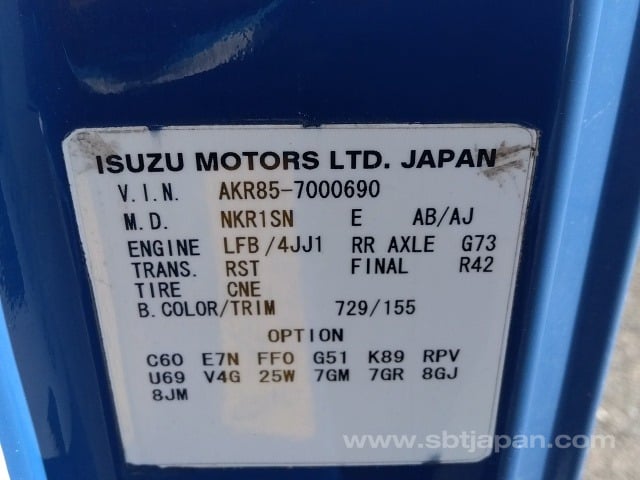 ISUZU MOTORS LTD. JAPAN
V.I.N. AKR85-7000690
M.D. NKR1SN E AB/AJ
ENGINE LFB/4JJ1 RR AXLE G73
TRANS. RST FINAL R42
TIRE CNE
B.COLOR/TRIM 729/155
OPTION
C60 E7N FF0 G51 K89 RPV
U69 V4G 25W 7GM 7GR 8GJ
8JM
www.sbtjapan.com